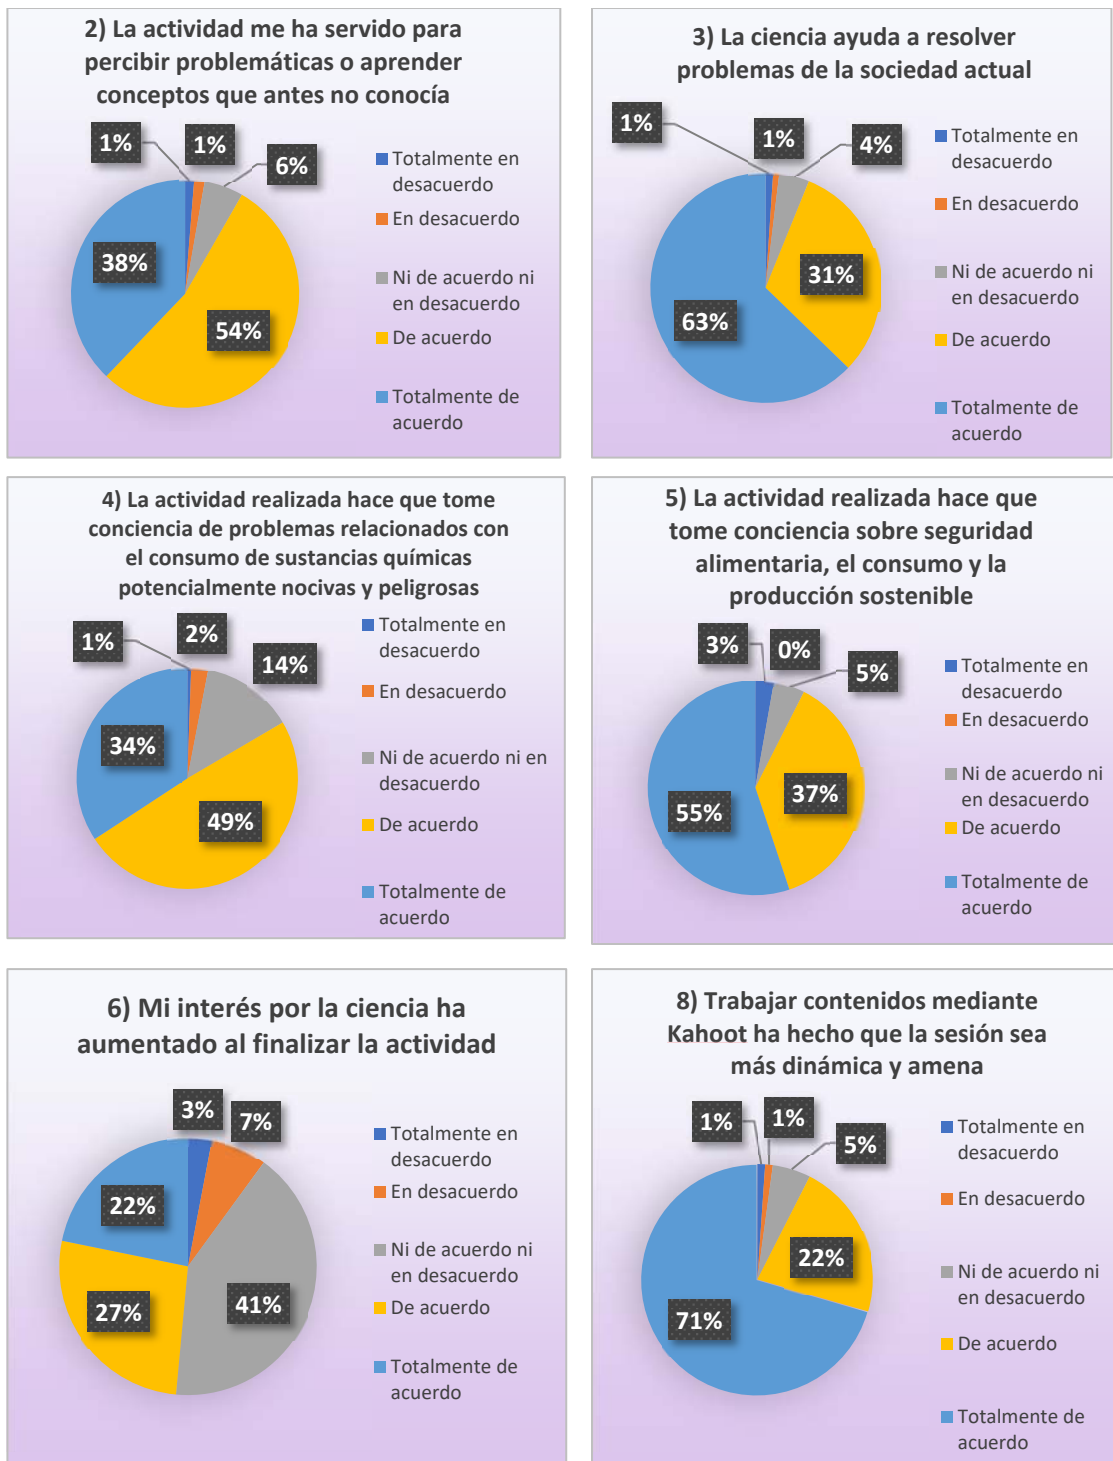 2) La actividad me ha servido para
percibir problemáticas o aprender
conceptos que antes no conocía
1%
1%
6%
38%
54%
Totalmente en
desacuerdo
En desacuerdo
Ni de acuerdo ni
en desacuerdo
De acuerdo
Totalmente de
acuerdo
3) La ciencia ayuda a resolver
problemas de la sociedad actual
1%
1%
4%
31%
63%
Totalmente en
desacuerdo
En desacuerdo
Ni de acuerdo ni
en desacuerdo
De acuerdo
Totalmente de
acuerdo
4) La actividad realizada hace que tome
conciencia de problemas relacionados con
el consumo de sustancias químicas
potencialmente nocivas y peligrosas
1%
2%
14%
34%
49%
Totalmente en
desacuerdo
En desacuerdo
Ni de acuerdo ni en
desacuerdo
De acuerdo
Totalmente de
acuerdo
5) La actividad realizada hace que
tome conciencia sobre seguridad
alimentaria, el consumo y la
producción sostenible
3%
0%
5%
37%
55%
Totalmente en
desacuerdo
En desacuerdo
Ni de acuerdo ni
en desacuerdo
De acuerdo
Totalmente de
acuerdo
6) Mi interés por la ciencia ha
aumentado al finalizar la actividad
3%
7%
22%
27%
41%
Totalmente en
desacuerdo
En desacuerdo
Ni de acuerdo ni
en desacuerdo
De acuerdo
Totalmente de
acuerdo
8) Trabajar contenidos mediante
Kahoot ha hecho que la sesión sea
más dinámica y amena
1%
1%
5%
22%
71%
Totalmente en
desacuerdo
En desacuerdo
Ni de acuerdo ni
en desacuerdo
De acuerdo
Totalmente de
acuerdo